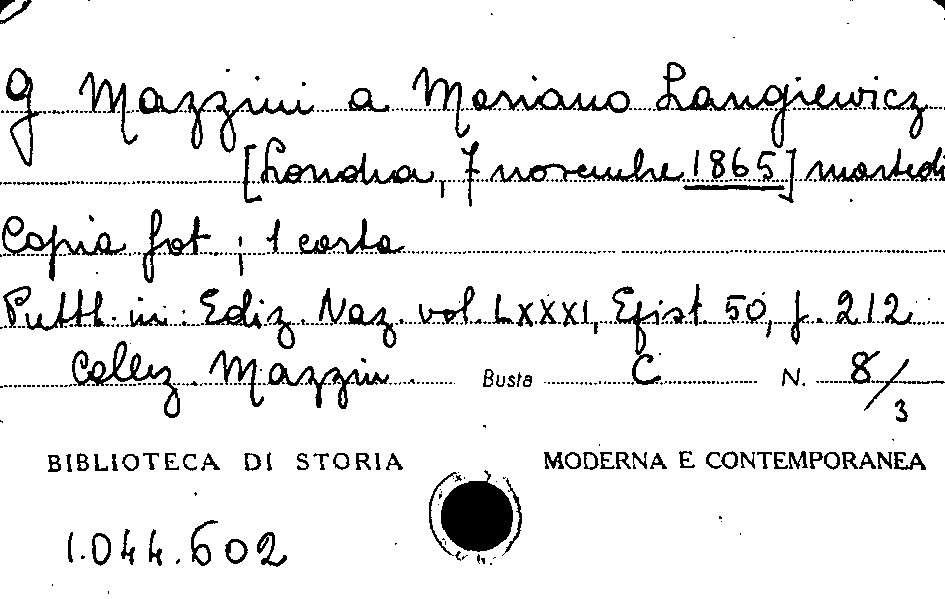 G Mazzini a Mariano Langiewicz
[Londra, 7 novembre 1865] martedi
Copia fot. ; 1 carta
Pubbl. in: Ediz. Naz. vol. LXXXI, Epist. 50, p. 212
Collez. Mazzini Busta C N. 8/3
BIBLIOTECA DI STORIA MODERNA E CONTEMPORANEA
1.044.602